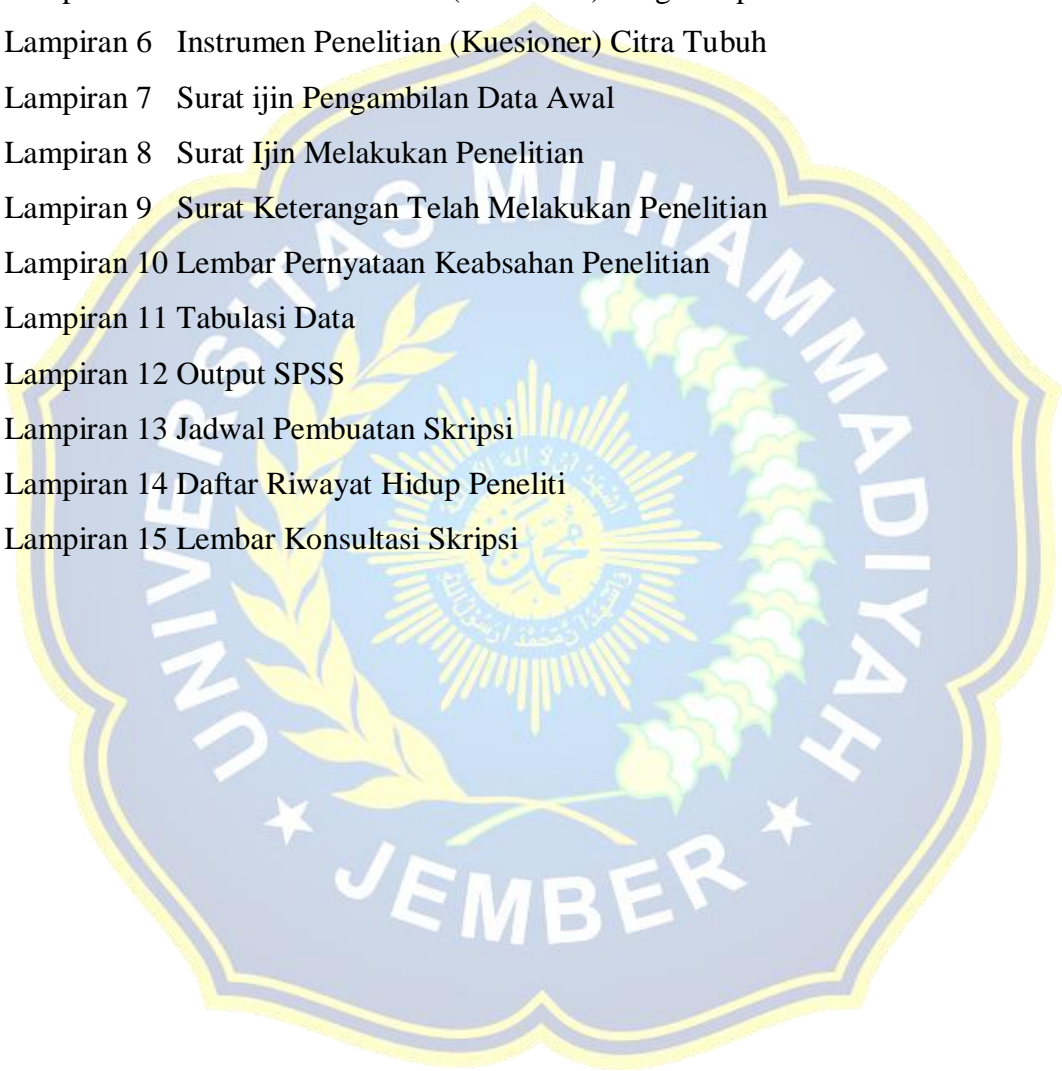 Lampiran 6 Instrumen Penelitian (Kuesioner) Citra Tubuh
Lampiran 7 Surat ijin Pengambilan Data Awal
Lampiran 8 Surat Ijin Melakukan Penelitian
Lampiran 9 Surat Keterangan Telah Melakukan Penelitian
Lampiran 10 Lembar Pernyataan Keabsahan Penelitian
Lampiran 11 Tabulasi Data
Lampiran 12 Output SPSS
Lampiran 13 Jadwal Pembuatan Skripsi
Lampiran 14 Daftar Riwayat Hidup Peneliti
Lampiran 15 Lembar Konsultasi Skripsi
UNIVERSITAS MUHAMMADIYAH
JEMBER